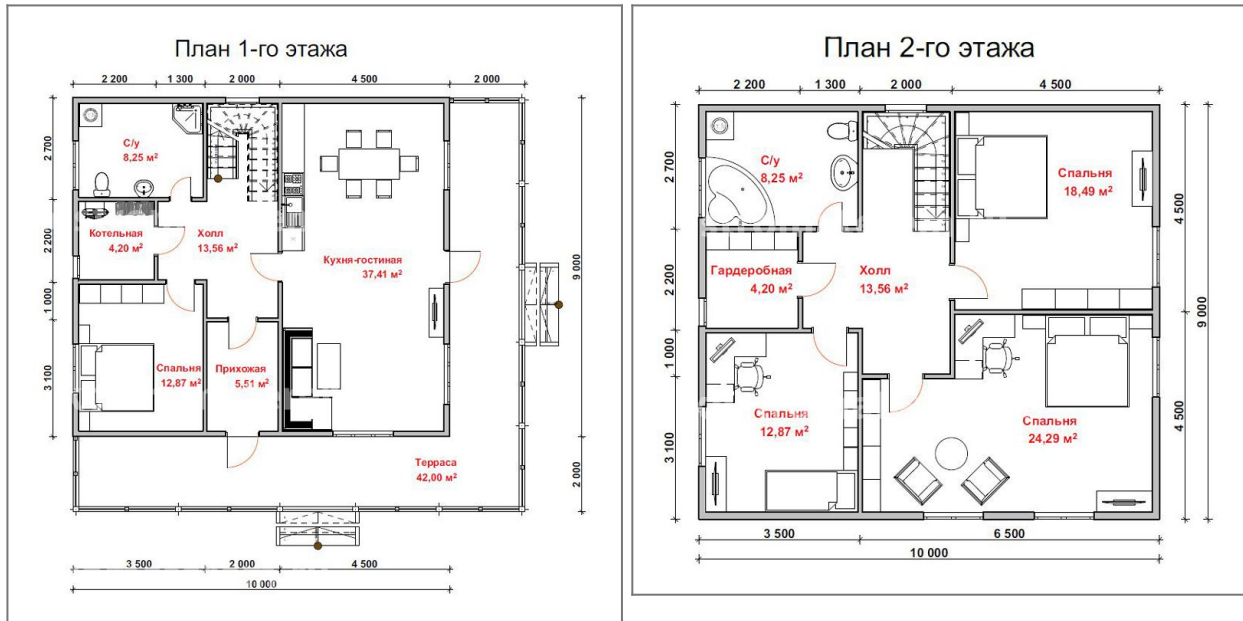 План 1-го этажа
2 200
1 300
2 000
4 500
2 000
2 700
2 200
1 000
3 100
С/у
8,25 м²
Котельная
4,20 м²
Холл
13,56 м²
Кухня-гостиная
37,41 м²
Спальня
12,87 м²
Прихожая
5,51 м²
Терраса
42,00 м²
9 000
2 000
3 500
2 000
4 500
10 000
План 2-го этажа
2 200
1 300
2 000
4 500
2 700
2 200
1 000
3 100
С/у
8,25 м²
Спальня
18,49 м²
Гардеробная
4,20 м²
Холл
13,56 м²
Спальня
12,87 м²
Спальня
24,29 м²
4 500
4 500
9 000
3 500
6 500
10 000